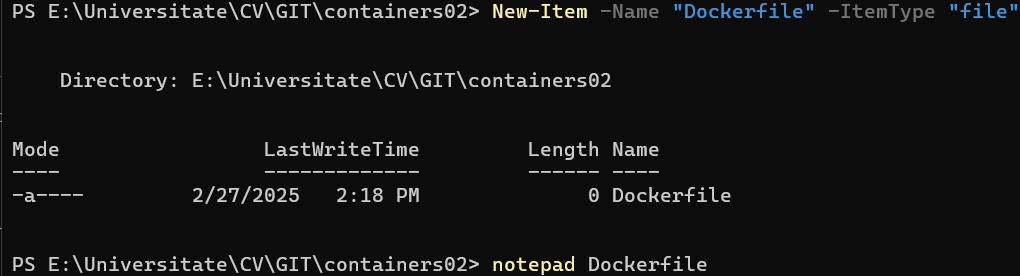 PS E:\Universitate\CV\GIT\containers02> New-Item -Name "Dockerfile" -ItemType "file"
Directory: E:\Universitate\CV\GIT\containers02
Mode                 LastWriteTime         Length Name
----                 -------------         ------ ----
-a----         2/27/2025   2:18 PM              0 Dockerfile
PS E:\Universitate\CV\GIT\containers02> notepad Dockerfile